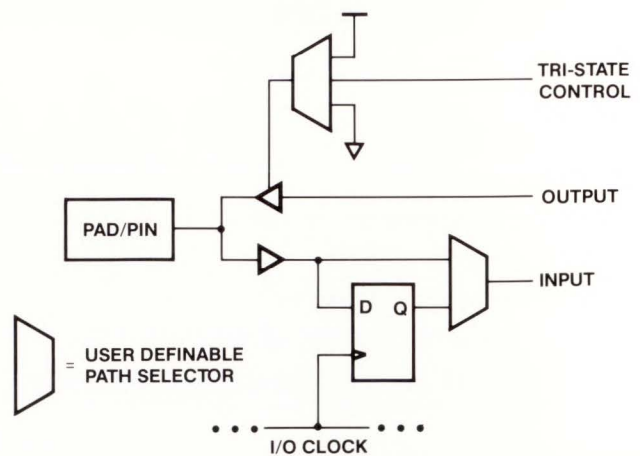 TRI-STATE
CONTROL
OUTPUT
PAD/PIN
INPUT
D Q
= USER DEFINABLE
PATH SELECTOR
I/O CLOCK